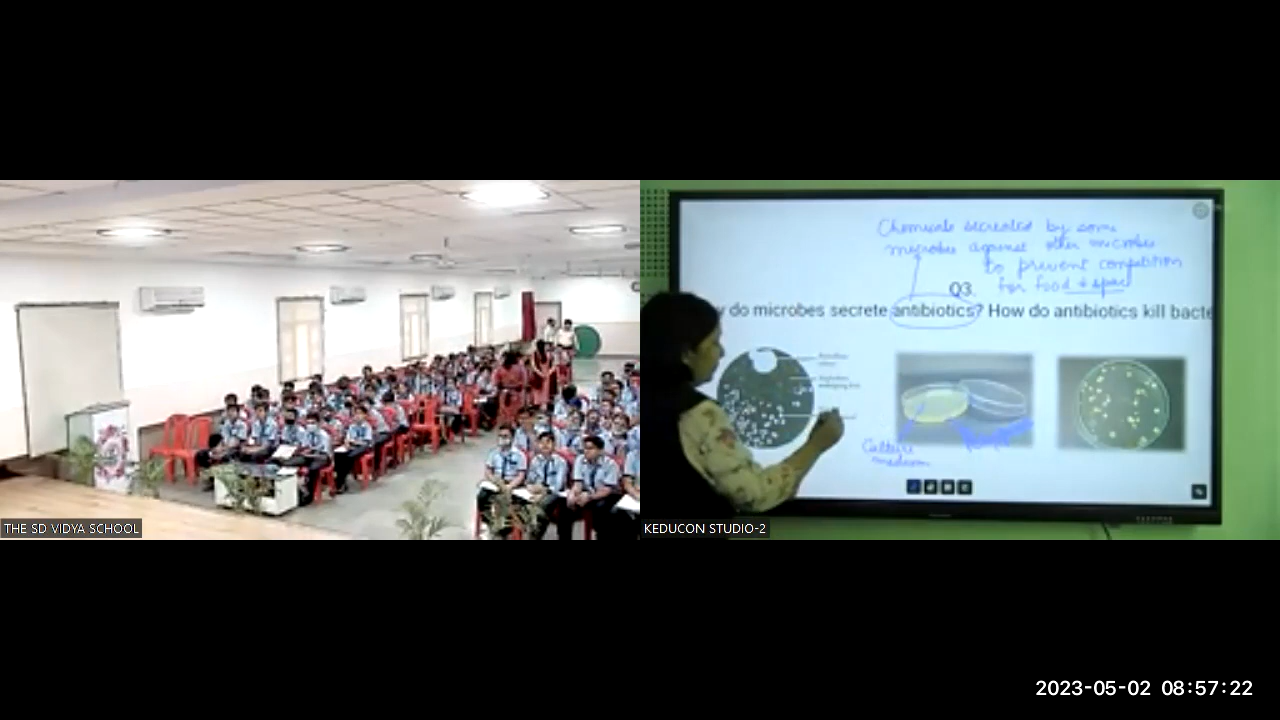 Chemicals secreted by some
microbes against other microbes
to prevent competition
for food + space
Q3.
y do microbes secrete antibiotics? How do antibiotics kill bacte
Culture
medium
THE SD VIDYA SCHOOL
KEDUCON STUDIO-2
2023-05-02 08:57:22